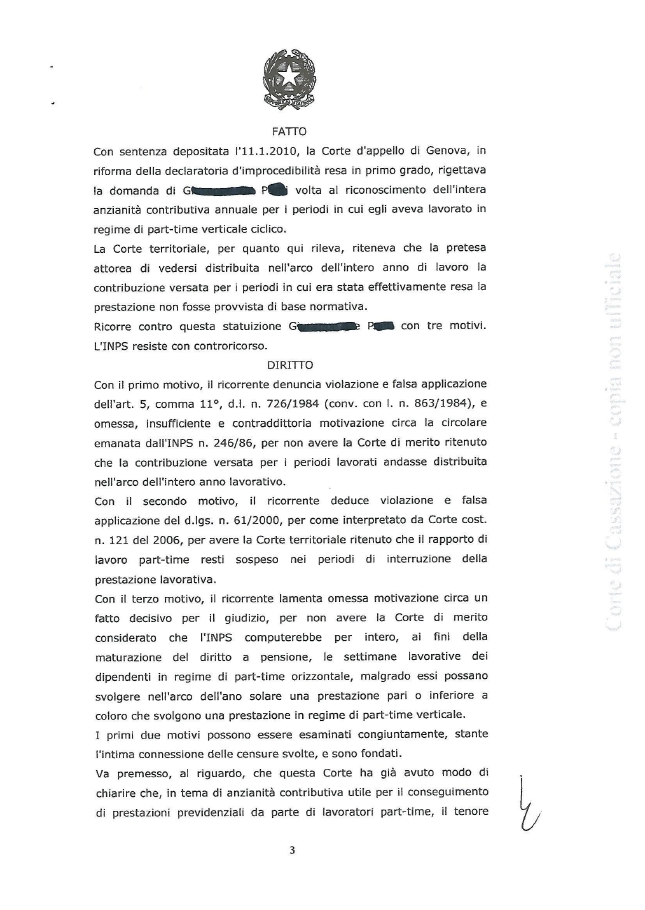 FATTO
Con sentenza depositata l'11.1.2010, la Corte d'appello di Genova, in
riforma della declaratoria d'improcedibilità resa in primo grado, rigettava
la domanda di G P i volta al riconoscimento dell'intera
anzianità contributiva annuale per i periodi in cui egli aveva lavorato in
regime di part-time verticale ciclico.
La Corte territoriale, per quanto qui rileva, riteneva che la pretesa
attorea di vedersi distribuita nell'arco dell'intero anno di lavoro la
contribuzione versata per i periodi in cui era stata effettivamente resa la
prestazione non fosse provvista di base normativa.
Ricorre contro questa statuizione G e P con tre motivi.
L'INPS resiste con controricorso.
DIRITTO
Con il primo motivo, il ricorrente denuncia violazione e falsa applicazione
dell'art. 5, comma 11°, d.l. n. 726/1984 (conv. con l. n. 863/1984), e
omessa, insufficiente e contraddittoria motivazione circa la circolare
emanata dall'INPS n. 246/86, per non avere la Corte di merito ritenuto
che la contribuzione versata per i periodi lavorati andasse distribuita
nell'arco dell'intero anno lavorativo.
Con il secondo motivo, il ricorrente deduce violazione e falsa
applicazione del d.lgs. n. 61/2000, per come interpretato da Corte cost.
n. 121 del 2006, per avere la Corte territoriale ritenuto che il rapporto di
lavoro part-time resti sospeso nei periodi di interruzione della
prestazione lavorativa.
Con il terzo motivo, il ricorrente lamenta omessa motivazione circa un
fatto decisivo per il giudizio, per non avere la Corte di merito
considerato che l'INPS computerebbe per intero, ai fini della
maturazione del diritto a pensione, le settimane lavorative dei
dipendenti in regime di part-time orizzontale, malgrado essi possano
svolgere nell'arco dell'ano solare una prestazione pari o inferiore a
coloro che svolgono una prestazione in regime di part-time verticale.
I primi due motivi possono essere esaminati congiuntamente, stante
l'intima connessione delle censure svolte, e sono fondati.
Va premesso, al riguardo, che questa Corte ha già avuto modo di
chiarire che, in tema di anzianità contributiva utile per il conseguimento
di prestazioni previdenziali da parte di lavoratori part-time, il tenore
3
Corte di Cassazione - copia non ufficiale